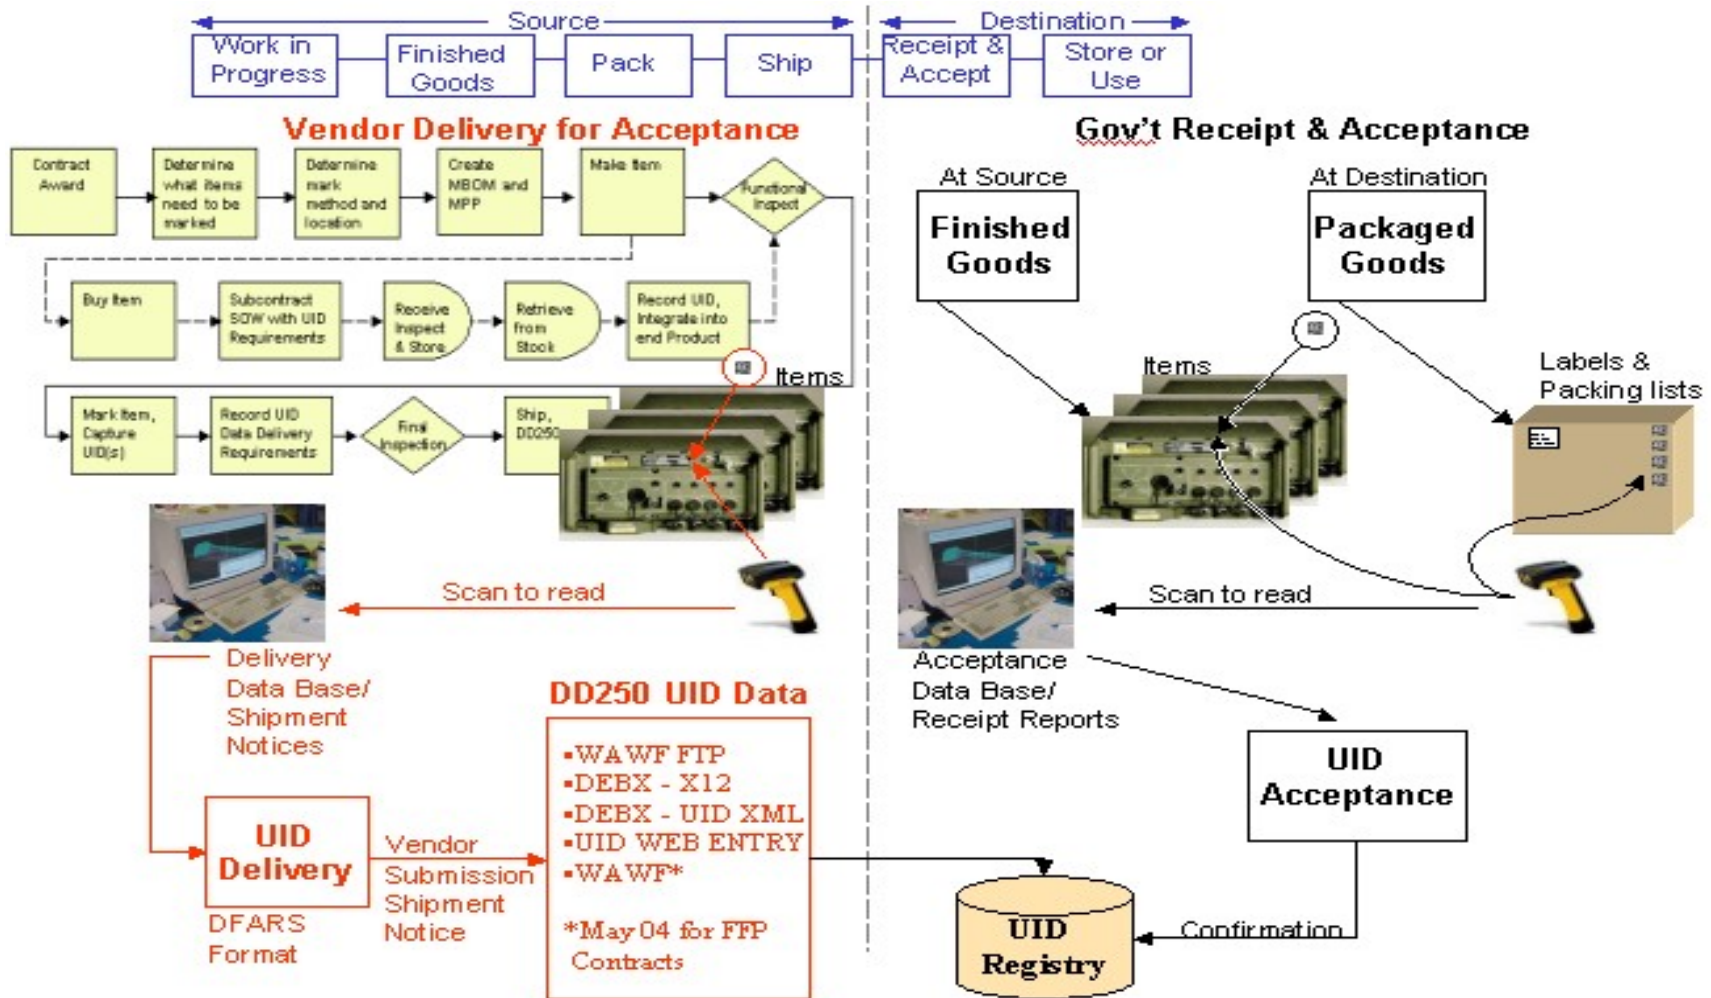 Source
Destination
Work in
Progress
Finished
Goods
Pack
Ship
Receipt &
Accept
Store or
Use
Vendor Delivery for Acceptance
Contract
Award
Determine
what items
need to be
marked
Determine
mark
method and
location
Create
MBOM and
MPP
Make Item
Functional
Inspect
Buy Item
Subcontract
SOW with UID
Requirements
Receive
Inspect
& Store
Retrieve
from
Stock
Record UID,
Integrate into
end Product
Items
Mark Item,
Capture
UID(s)
Record UID
Data Delivery
Requirements
Final
Inspection
Ship,
DD250
Scan to read
Delivery
Data Base/
Shipment
Notices
UID
Delivery
DFARS
Format
Vendor
Submission
Shipment
Notice
DD250 UID Data
▪WAWF FTP
▪DEBX - X12
▪DEBX - UID XML
▪UID WEB ENTRY
▪WAWF*
*May 04 for FFP
Contracts
Gov't Receipt & Acceptance
At Source
Finished
Goods
At Destination
Packaged
Goods
Items
Labels &
Packing lists
Scan to read
Acceptance
Data Base/
Receipt Reports
UID
Acceptance
Confirmation
UID
Registry